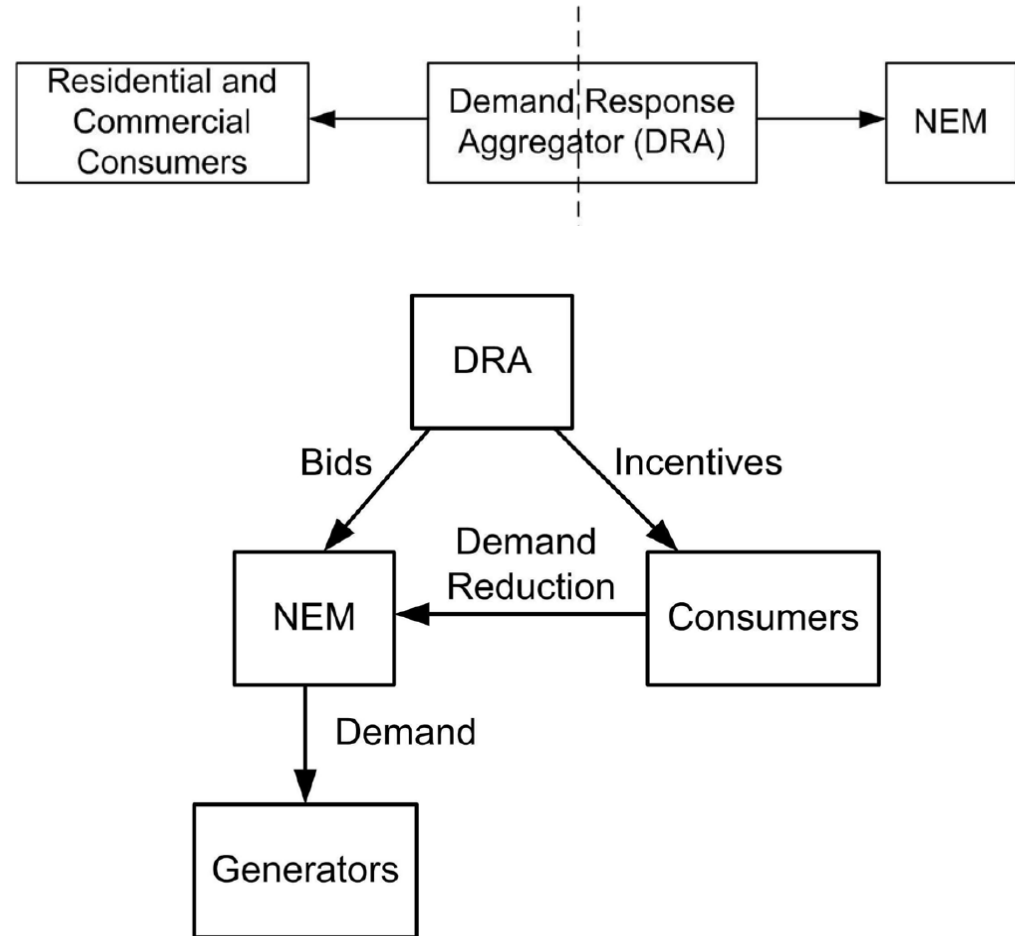 Residential and
Commercial
Consumers
Demand Response
Aggregator (DRA)
NEM
DRA
Bids
Incentives
Demand
Reduction
NEM
Consumers
Demand
Generators